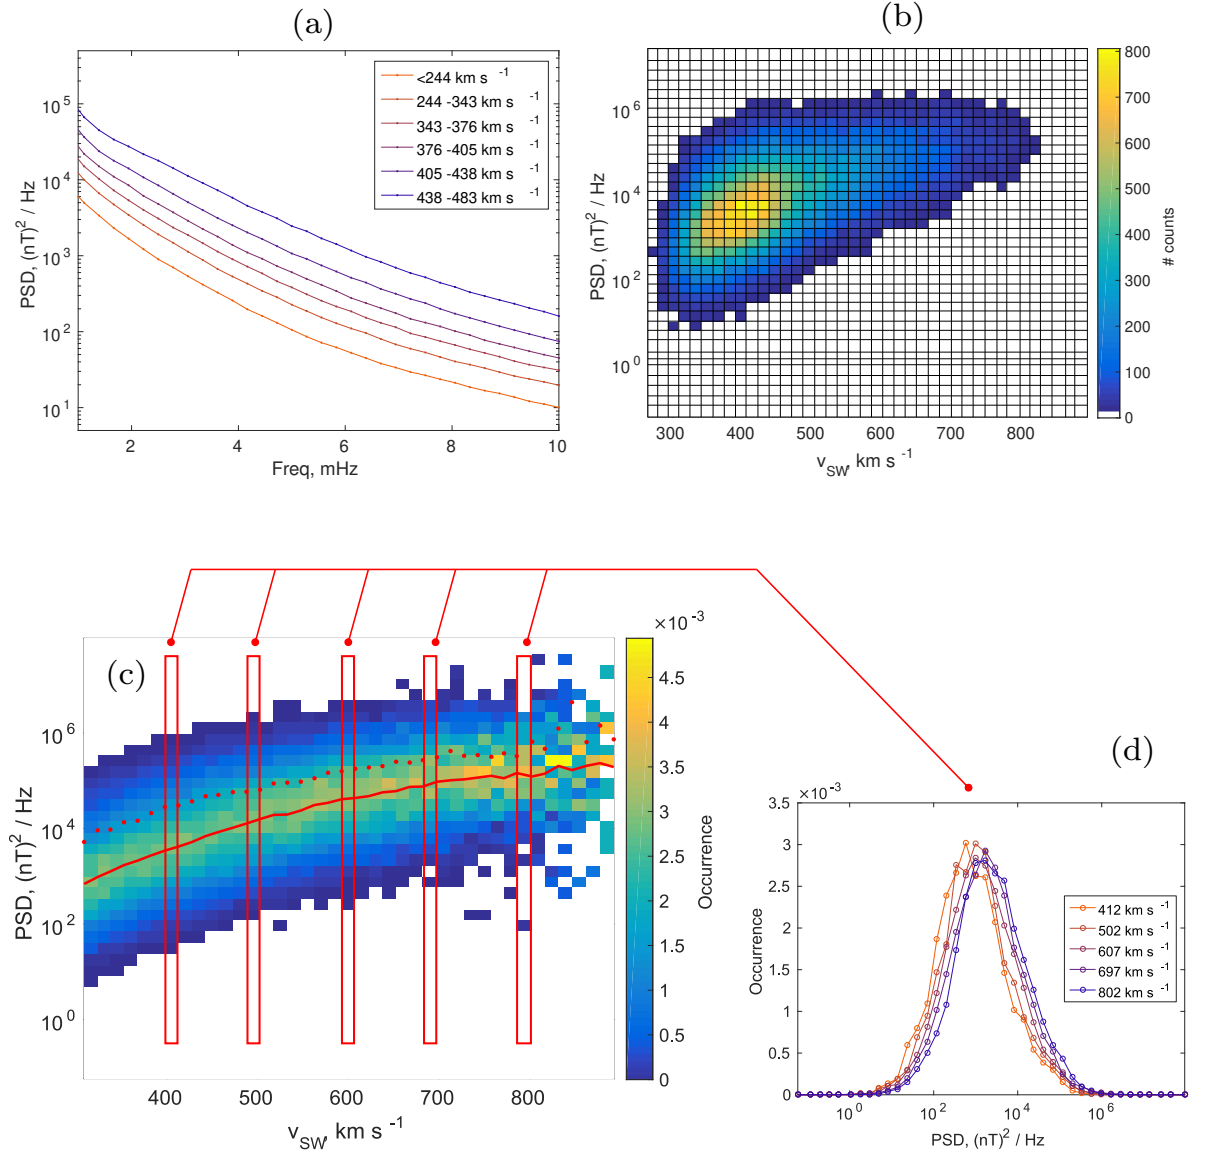 (a)
10^5
10^4
10^3
10^2
10^1
PSD, (nT)^2 / Hz
2
4
6
8
10
Freq, mHz
<244 km s^-1
244 -343 km s^-1
343 -376 km s^-1
376 -405 km s^-1
405 -438 km s^-1
438 -483 km s^-1
(b)
10^6
10^4
10^2
10^0
PSD, (nT)^2 / Hz
300
400
500
600
700
800
v_SW, km s^-1
800
700
600
500
400
300
200
100
0
# counts
(c)
10^6
10^4
10^2
10^0
PSD, (nT)^2 / Hz
400
500
600
700
800
v_SW, km s^-1
×10^-3
4.5
4
3.5
3
2.5
2
1.5
1
0.5
0
Occurrence
(d)
×10^-3
3.5
3
2.5
2
1.5
1
0.5
0
Occurrence
10^0
10^2
10^4
10^6
PSD, (nT)^2 / Hz
412 km s^-1
502 km s^-1
607 km s^-1
697 km s^-1
802 km s^-1